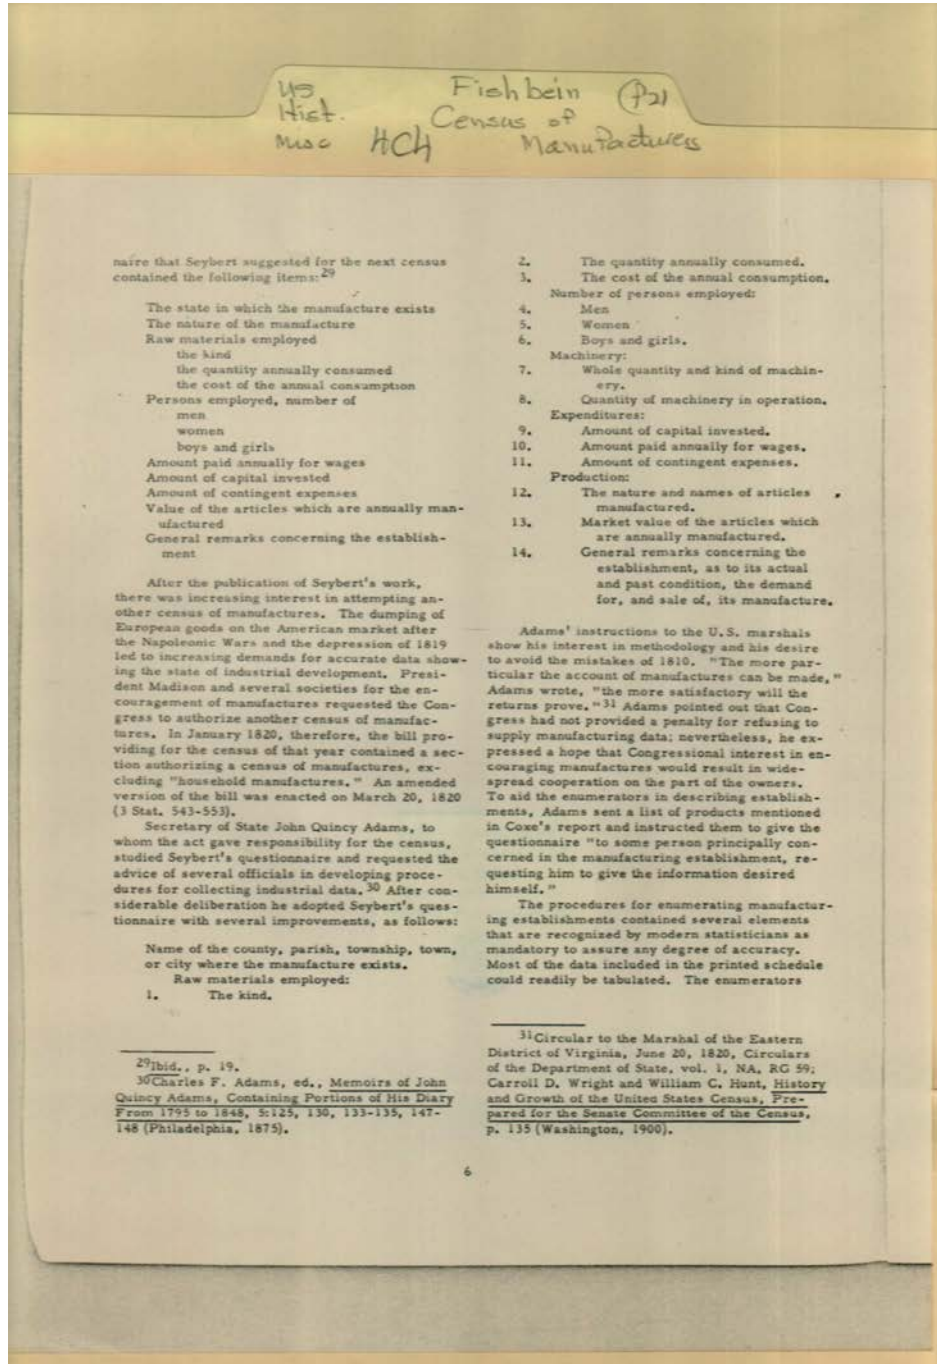 US Fishbein (P21
Hist. Census of
Misc HCH Manufacturers
naire that Seybert suggested for the next census
contained the following items:29
The state in which the manufacture exists
The nature of the manufacture
Raw materials employed
the kind
the quantity annually consumed
the cost of the annual consumption
Persons employed, number of
men
women
boys and girls
Amount paid annually for wages
Amount of capital invested
Amount of contingent expenses
Value of the articles which are annually man-
ufactured
General remarks concerning the establish-
ment
After the publication of Seybert's work,
there was increasing interest in attempting an-
other census of manufactures. The dumping of
European goods on the American market after
the Napoleonic Wars and the depression of 1819
led to increasing demands for accurate data show-
ing the state of industrial development. Presi-
dent Madison and several societies for the en-
couragement of manufactures requested the Con-
gress to authorize another census of manufac-
tures. In January 1820, therefore, the bill pro-
viding for the census of that year contained a sec-
tion authorizing a census of manufactures, ex-
cluding "household manufactures." An amended
version of the bill was enacted on March 20, 1820
(3 Stat. 543-553).
Secretary of State John Quincy Adams, to
whom the act gave responsibility for the census,
studied Seybert's questionnaire and requested the
advice of several officials in developing proce-
dures for collecting industrial data.30 After con-
siderable deliberation he adopted Seybert's ques-
tionnaire with several improvements, as follows:
Name of the county, parish, township, town,
or city where the manufacture exists.
Raw materials employed:
1. The kind.
29Ibid., p. 19.
30Charles F. Adams, ed., Memoirs of John
Quincy Adams, Containing Portions of His Diary
From 1795 to 1848, 5:125, 130, 133-135, 147-
148 (Philadelphia, 1875).
2. The quantity annually consumed.
3. The cost of the annual consumption.
Number of persons employed:
4. Men
5. Women
6. Boys and girls.
Machinery:
7. Whole quantity and kind of machin-
ery.
8. Quantity of machinery in operation.
Expenditures:
9. Amount of capital invested.
10. Amount paid annually for wages.
11. Amount of contingent expenses.
Production:
12. The nature and names of articles
manufactured.
13. Market value of the articles which
are annually manufactured.
14. General remarks concerning the
establishment, as to its actual
and past condition, the demand
for, and sale of, its manufacture.
Adams' instructions to the U.S. marshals
show his interest in methodology and his desire
to avoid the mistakes of 1810. "The more par-
ticular the account of manufactures can be made,"
Adams wrote, "the more satisfactory will the
returns prove."31 Adams pointed out that Con-
gress had not provided a penalty for refusing to
supply manufacturing data; nevertheless, he ex-
pressed a hope that Congressional interest in en-
couraging manufactures would result in wide-
spread cooperation on the part of the owners.
To aid the enumerators in describing establish-
ments, Adams sent a list of products mentioned
in Coxe's report and instructed them to give the
questionnaire "to some person principally con-
cerned in the manufacturing establishment, re-
questing him to give the information desired
himself."
The procedures for enumerating manufactur-
ing establishments contained several elements
that are recognized by modern statisticians as
mandatory to assure any degree of accuracy.
Most of the data included in the printed schedule
could readily be tabulated. The enumerators
31Circular to the Marshal of the Eastern
District of Virginia, June 20, 1820, Circulars
of the Department of State, vol. 1, NA, RG 59;
Carroll D. Wright and William C. Hunt, History
and Growth of the United States Census, Pre-
pared for the Senate Committee of the Census,
p. 135 (Washington, 1900).
6